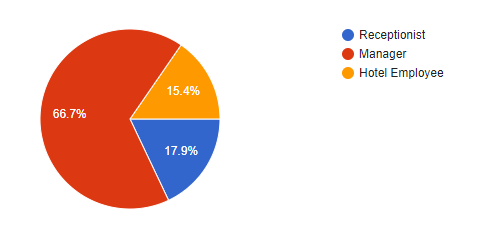 Receptionist
Manager
Hotel Employee
15.4%
66.7%
17.9%